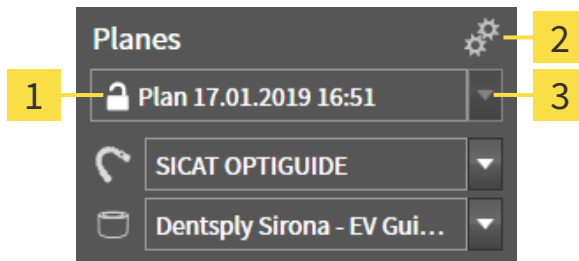 Planes
2
1
Plan 17.01.2019 16:51
3
SICAT OPTIGUIDE
Dentsply Sirona - EV Gui...